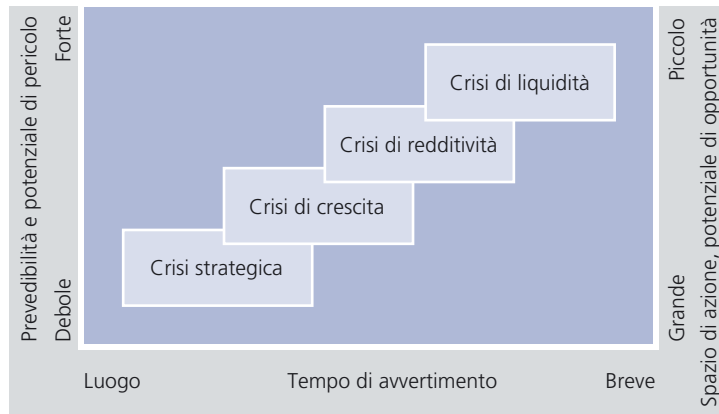 Prevedibilità e potenziale di pericolo
Forte
Debole
Crisi di liquidità
Crisi di redditività
Crisi di crescita
Crisi strategica
Piccolo
Grande
Spazio di azione, potenziale di opportunità
Luogo
Tempo di avvertimento
Breve